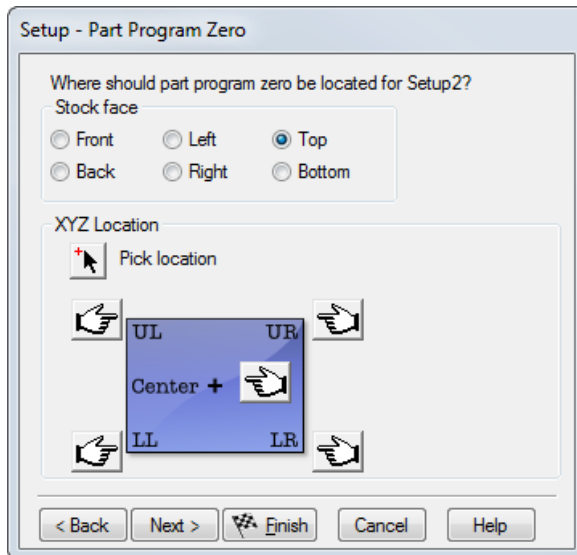 Setup - Part Program Zero
Where should part program zero be located for Setup2?
Stock face
Front Left Top
Back Right Bottom
XYZ Location
Pick location
UL UR
Center +
LL LR
< Back Next > Finish Cancel Help